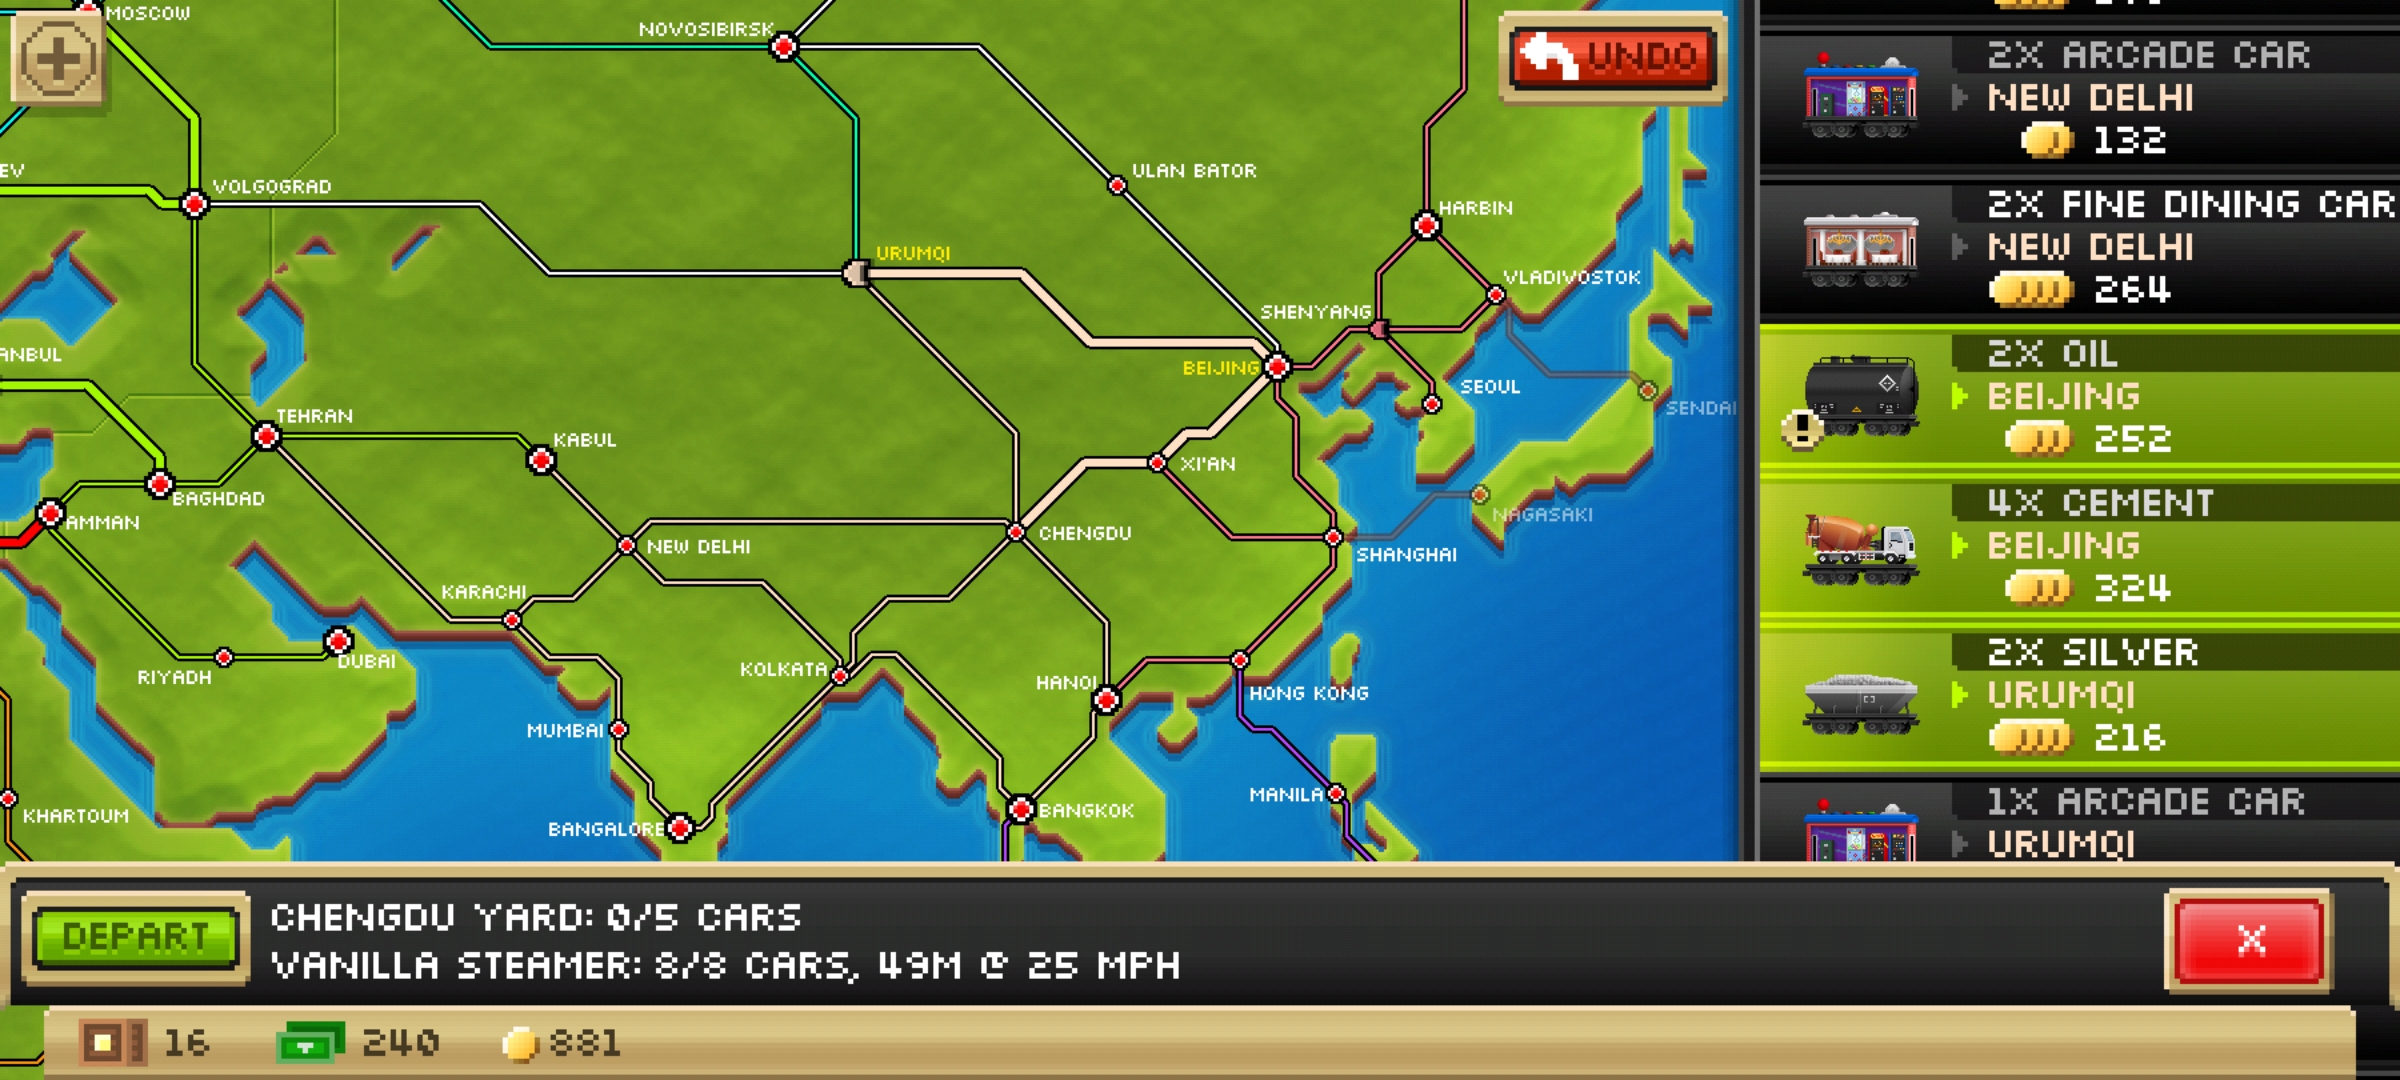 MOSCOW
NOVOSIBIRSK
UNDO
2X ARCADE CAR
NEW DELHI
132
EV
VOLGOGRAD
ULAN BATOR
HARBIN
2X FINE DINING CAR
NEW DELHI
264
URUMQI
VLADIVOSTOK
SHENYANG
ANBUL
BEIJING
SEOUL
SENDAI
2X OIL
BEIJING
252
TEHRAN
KABUL
XI'AN
BAGHDAD
AMMAN
NEW DELHI
CHENGDU
NAGASAKI
SHANGHAI
4X CEMENT
BEIJING
324
KARACHI
RIYADH
DUBAI
KOLKATA
HANOI
HONG KONG
2X SILVER
URUMQI
216
MUMBAI
MANILA
KHARTOUM
BANGALORE
BANGKOK
1X ARCADE CAR
URUMQI
DEPART
CHENGDU YARD: 0/5 CARS
VANILLA STEAMER: 8/8 CARS, 49M @ 25 MPH
X
16
240
881